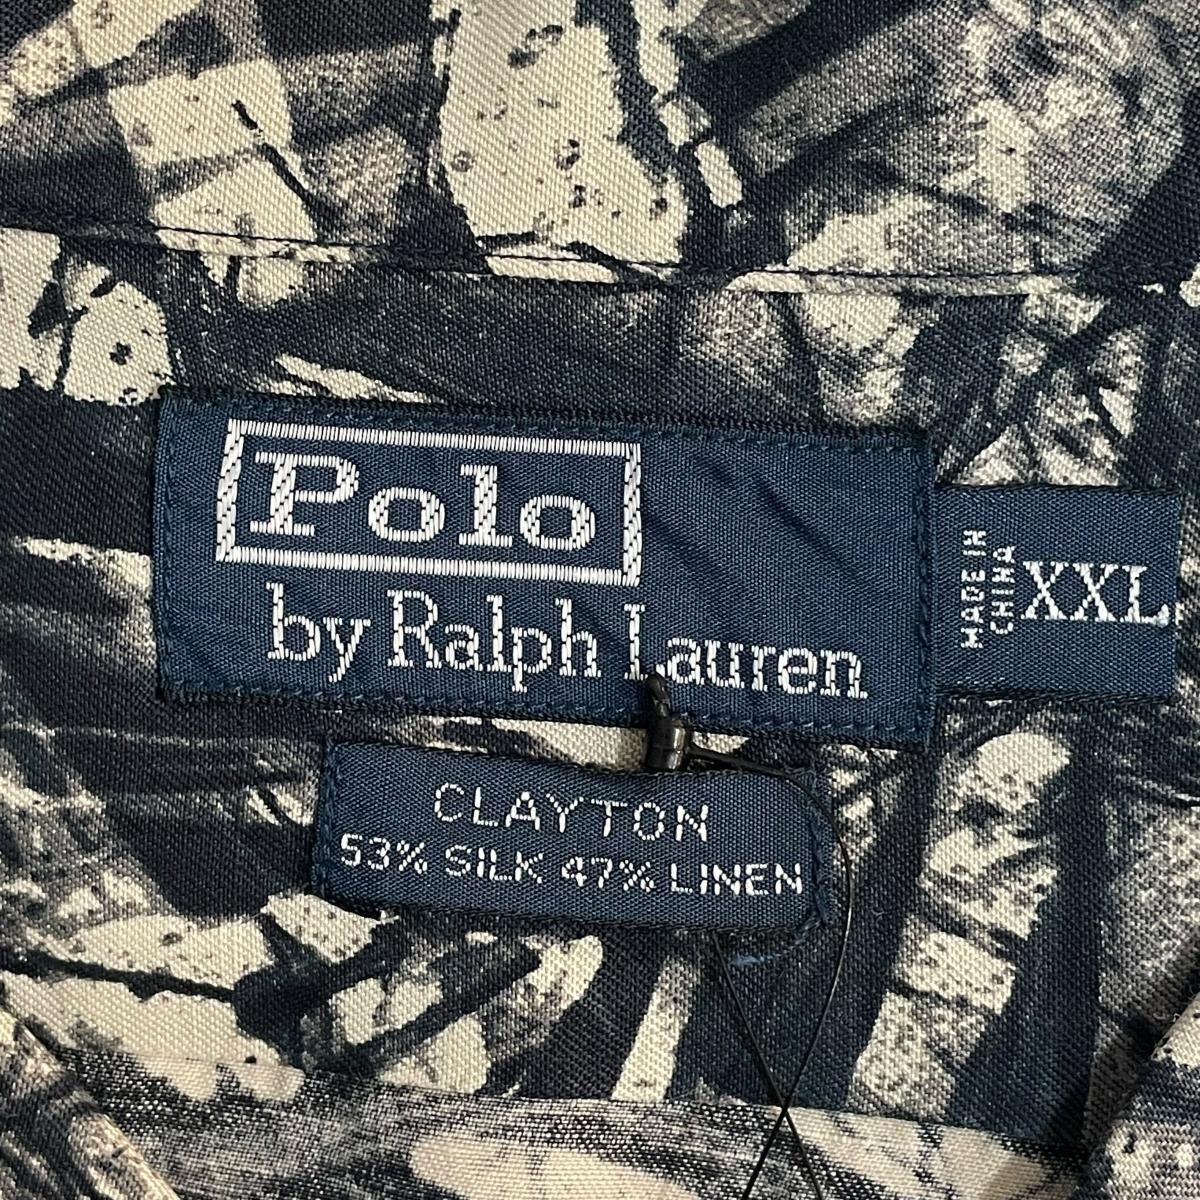 Polo
by Ralph Lauren
MADE IN
CHINA
XXL
CLAYTON
53% SILK 47% LINEN